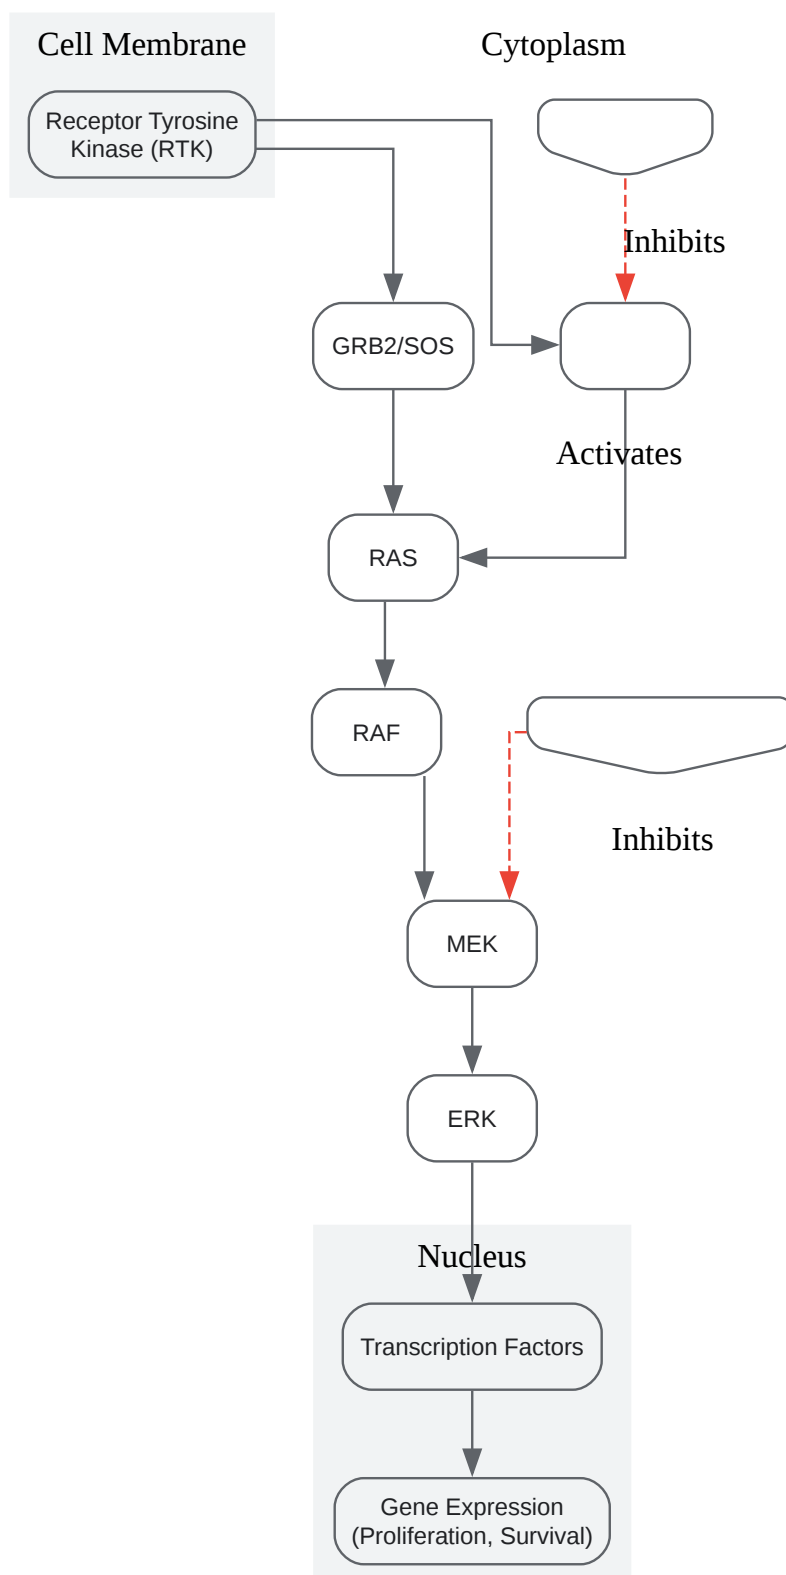 Cell Membrane
Cytoplasm
Receptor Tyrosine
Kinase (RTK)
Inhibits
GRB2/SOS
Activates
RAS
RAF
Inhibits
MEK
ERK
Nucleus
Transcription Factors
Gene Expression
(Proliferation, Survival)